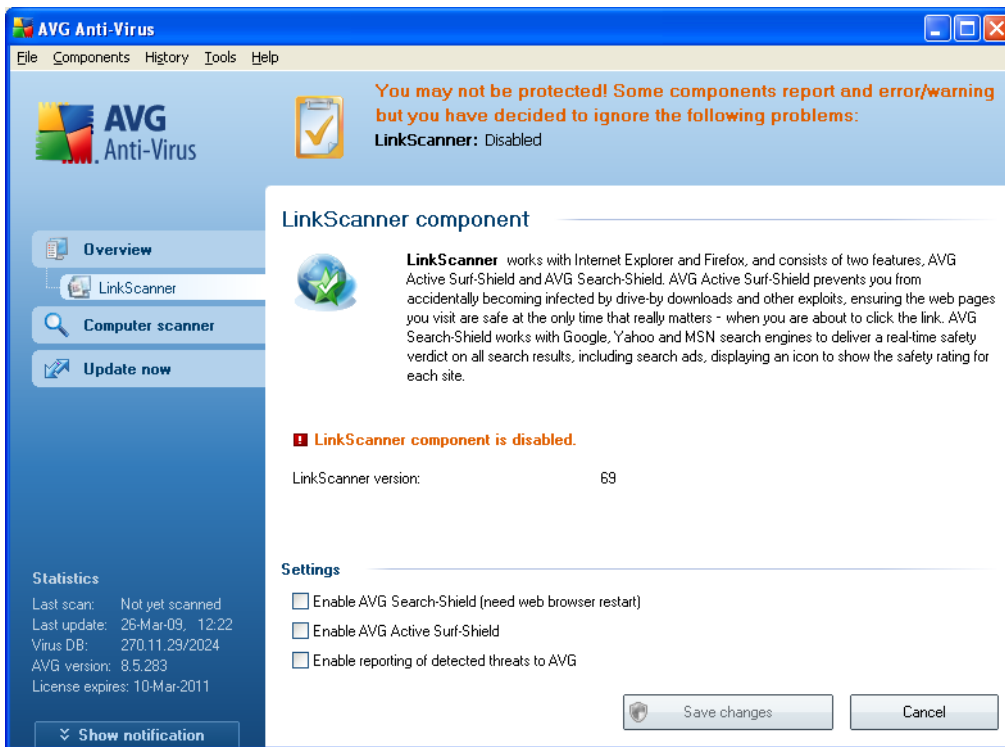 AVG Anti-Virus
File Components History Tools Help
AVG
Anti-Virus
You may not be protected! Some components report and error/warning
but you have decided to ignore the following problems:
LinkScanner: Disabled
Overview
LinkScanner
Computer scanner
Update now
LinkScanner component
LinkScanner works with Internet Explorer and Firefox, and consists of two features, AVG
Active Surf-Shield and AVG Search-Shield. AVG Active Surf-Shield prevents you from
accidentally becoming infected by drive-by downloads and other exploits, ensuring the web pages
you visit are safe at the only time that really matters - when you are about to click the link. AVG
Search-Shield works with Google, Yahoo and MSN search engines to deliver a real-time safety
verdict on all search results, including search ads, displaying an icon to show the safety rating for
each site.
LinkScanner component is disabled.
LinkScanner version: 69
Settings
Enable AVG Search-Shield (need web browser restart)
Enable AVG Active Surf-Shield
Enable reporting of detected threats to AVG
Save changes
Cancel
Statistics
Last scan: Not yet scanned
Last update: 26-Mar-09, 12:22
Virus DB: 270.11.29/2024
AVG version: 8.5.283
License expires: 10-Mar-2011
Show notification